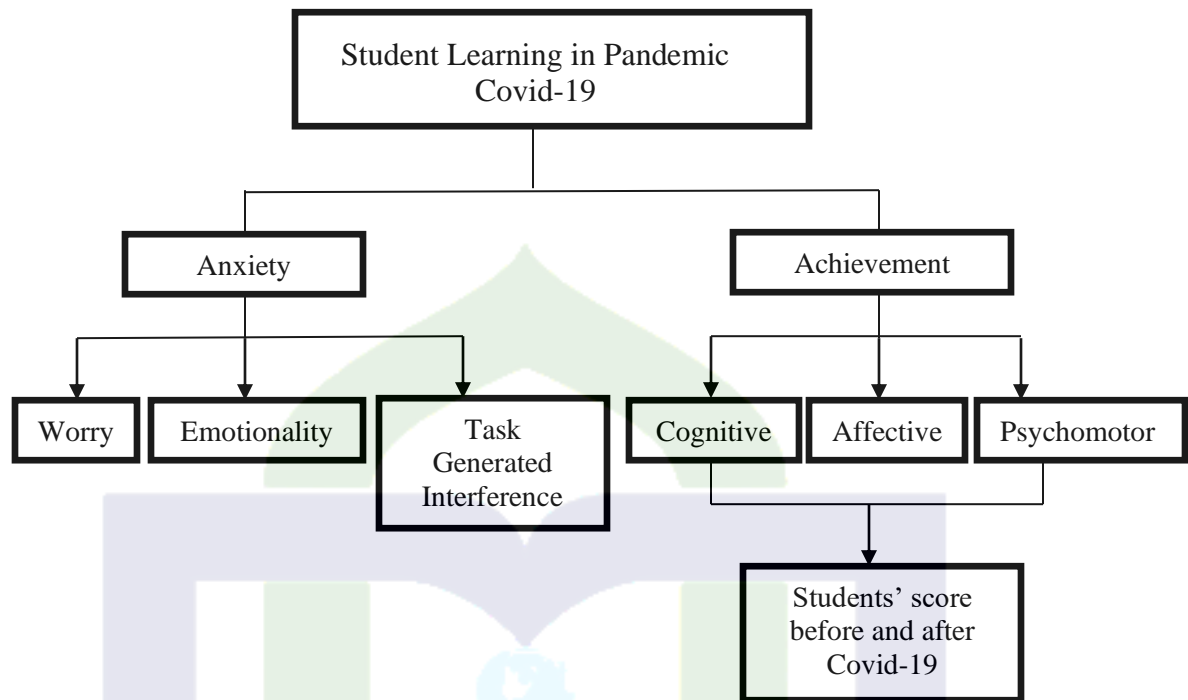 Student Learning in Pandemic
Covid-19
Anxiety
Achievement
Worry
Emotionality
Task
Generated
Interference
Cognitive
Affective
Psychomotor
Students’ score
before and after
Covid-19